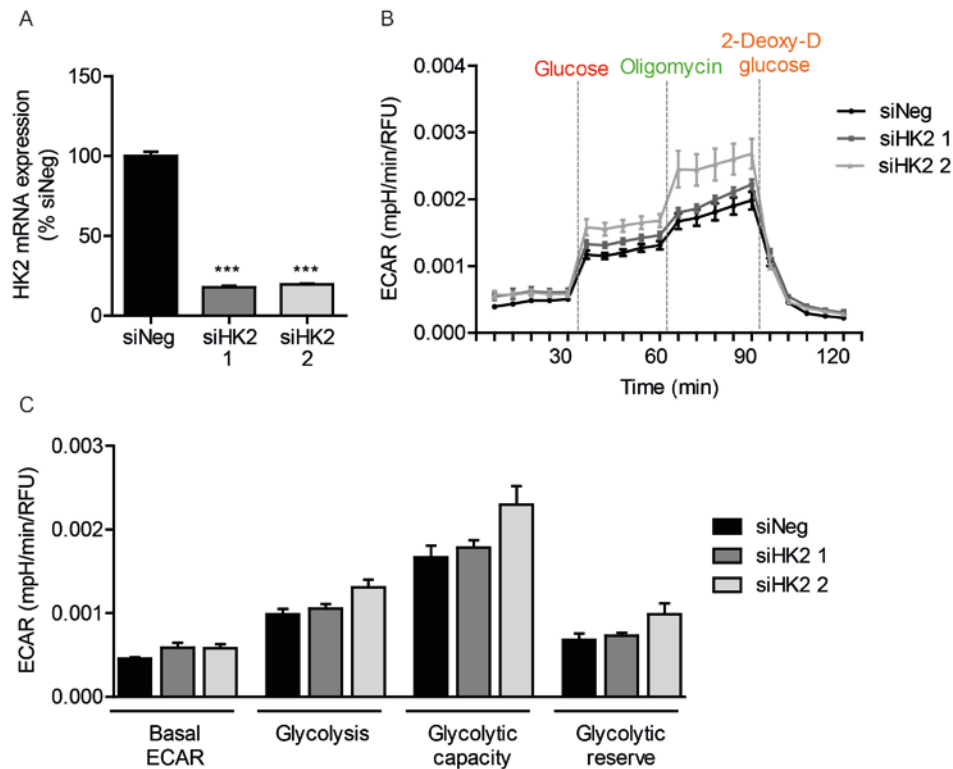 A
HK2 mRNA expression
(% siNeg)
150
100
50
0
***
***
siNeg
siHK2
1
siHK2
2
B
ECAR (mpH/min/RFU)
0.004
0.003
0.002
0.001
0.000
Glucose
Oligomycin
2-Deoxy-D
glucose
30
60
90
120
Time (min)
siNeg
siHK2 1
siHK2 2
C
ECAR (mpH/min/RFU)
0.003
0.002
0.001
0.000
Basal
ECAR
Glycolysis
Glycolytic
capacity
Glycolytic
reserve
siNeg
siHK2 1
siHK2 2